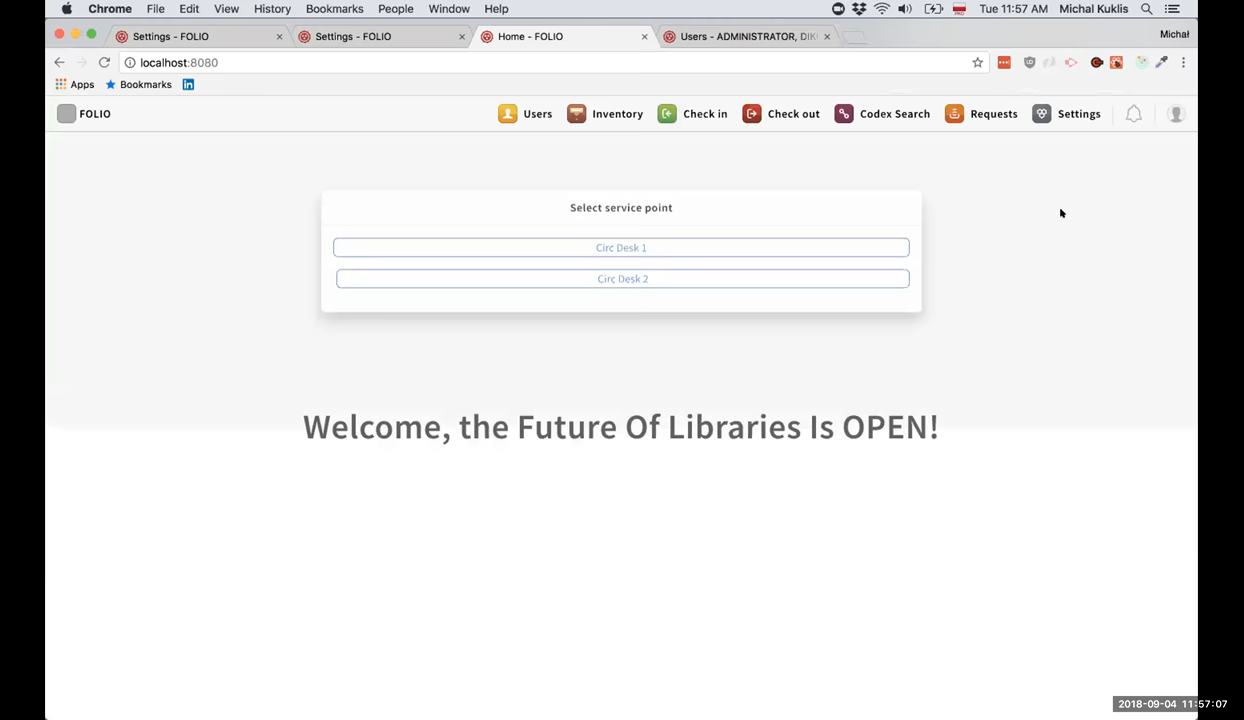 Chrome File Edit View History Bookmarks People Window Help Tue 11:57 AM Michal Kuklis
Settings - FOLIO Settings - FOLIO Home - FOLIO Users - ADMINISTRATOR, DIK Michał
localhost:8080
Apps Bookmarks
FOLIO Users Inventory Check in Check out Codex Search Requests Settings
Select service point
Circ Desk 1
Circ Desk 2
Welcome, the Future Of Libraries Is OPEN!
2018-09-04 11:57:07